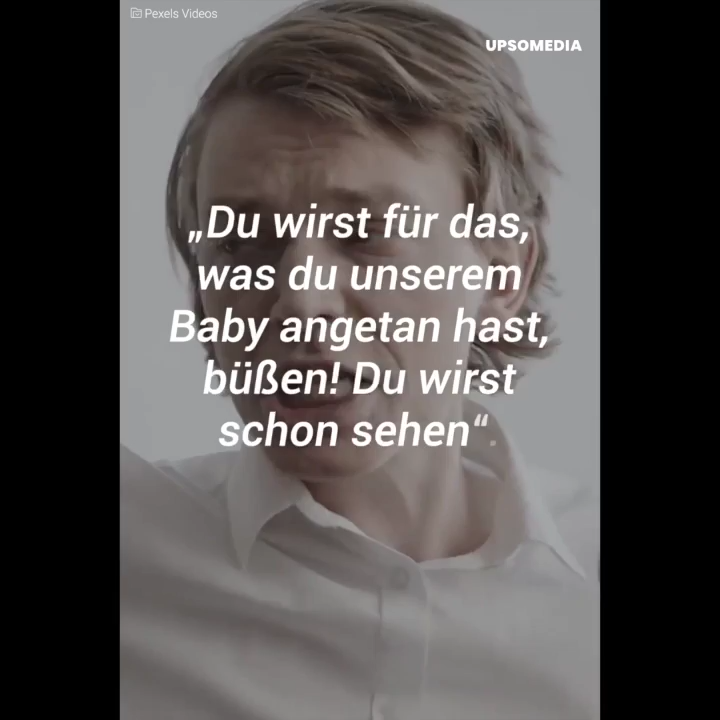 Pexels Videos
UPSOMEDIA
„Du wirst für das,
was du unserem
Baby angetan hast,
büßen! Du wirst
schon sehen“.